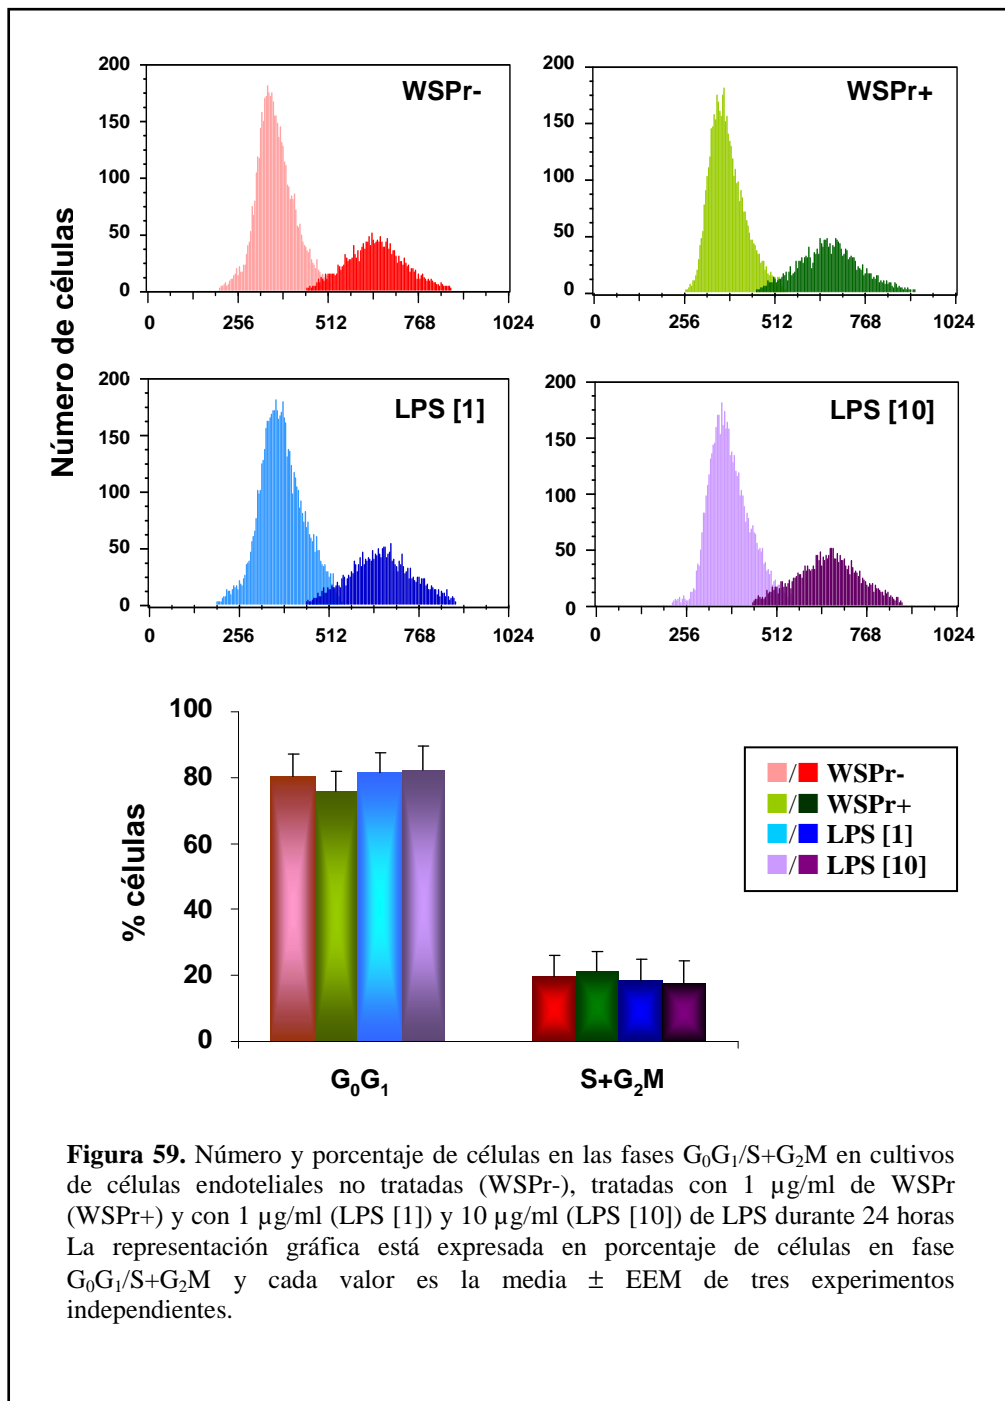 Número de células
200
150
100
50
0
WSPr-
0 256 512 768 1024
200
150
100
50
0
WSPr+
0 256 512 768 1024
200
150
100
50
0
LPS [1]
0 256 512 768 1024
200
150
100
50
0
LPS [10]
0 256 512 768 1024
% células
100
80
60
40
20
0
G₀G₁ S+G₂M
/ WSPr-
/ WSPr+
/ LPS [1]
/ LPS [10]
Figura 59. Número y porcentaje de células en las fases G₀G₁/S+G₂M en cultivos
de células endoteliales no tratadas (WSPr-), tratadas con 1 µg/ml de WSPr
(WSPr+) y con 1 µg/ml (LPS [1]) y 10 µg/ml (LPS [10]) de LPS durante 24 horas
La representación gráfica está expresada en porcentaje de células en fase
G₀G₁/S+G₂M y cada valor es la media ± EEM de tres experimentos
independientes.